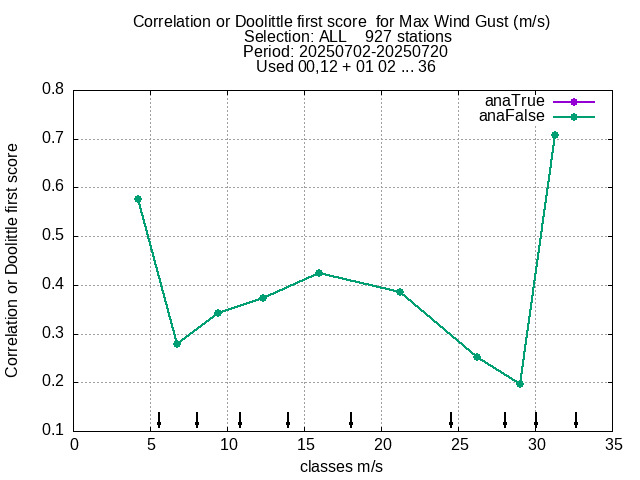 Correlation or Doolittle first score  for Max Wind Gust (m/s)
Selection: ALL    927 stations
Period: 20250702-20250720
Used 00,12 + 01 02 ... 36
anaTrue
anaFalse
Correlation or Doolittle first score
0.8
0.7
0.6
0.5
0.4
0.3
0.2
0.1
0 5 10 15 20 25 30 35
classes m/s